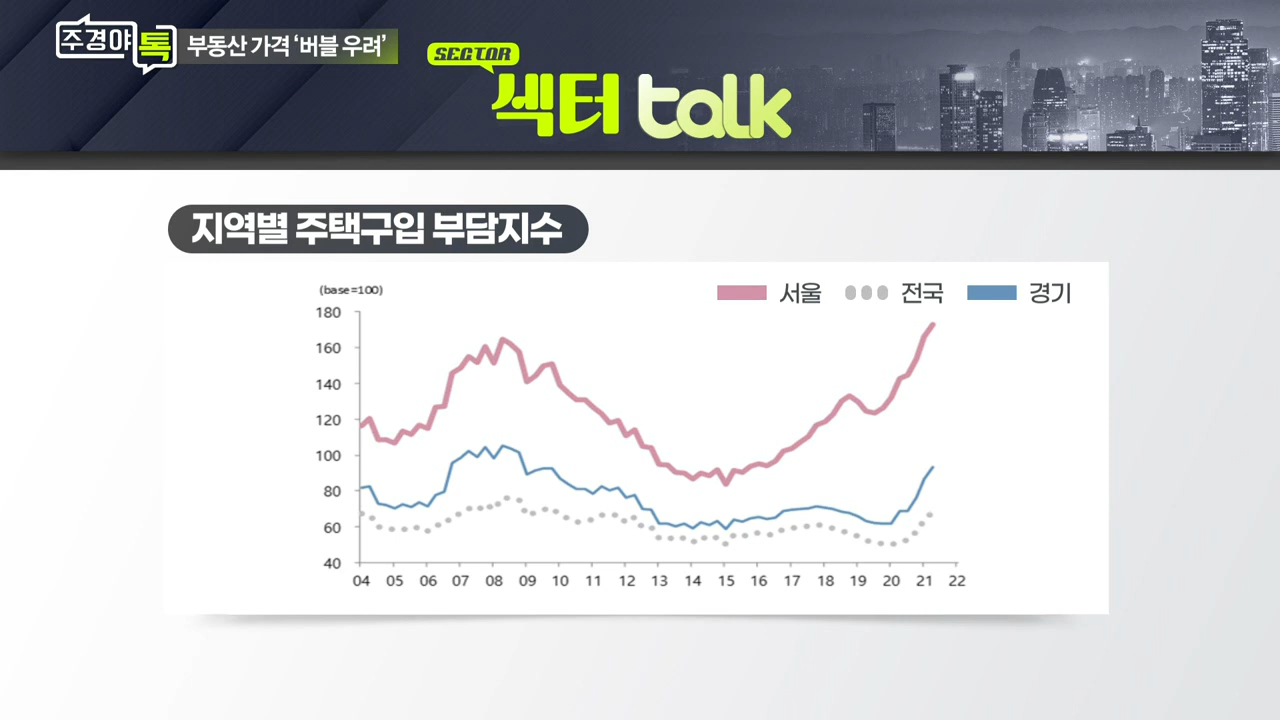 주경야톡
부동산 가격 ‘버블 우려’
SECTOR
섹터 talk
지역별 주택구입 부담지수
(base=100)
서울 전국 경기
180
160
140
120
100
80
60
40
04 05 06 07 08 09 10 11 12 13 14 15 16 17 18 19 20 21 22